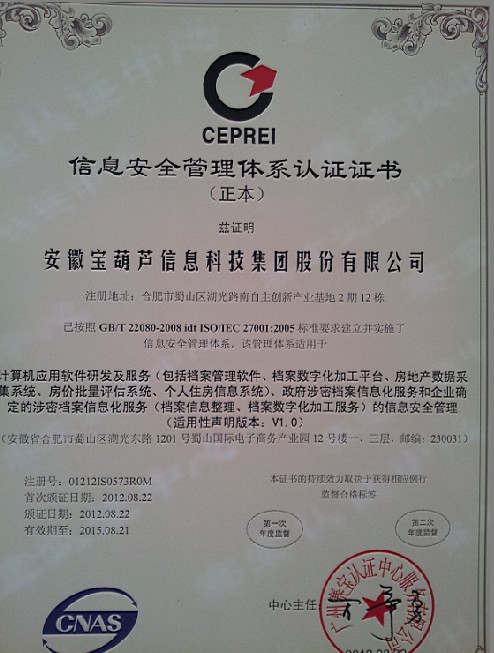 CEPREI
信息安全管理体系认证证书
(正本)
兹证明
安徽宝葫芦信息科技集团股份有限公司
注册地址：合肥市蜀山区湖光路南自主创新产业基地2期12栋
已按照 GB/T 22080-2008 idt ISO/IEC 27001:2005 标准要求建立并实施了
信息安全管理体系，该管理体系适用于
计算机应用软件研发及服务（包括档案管理软件、档案数字化加工平台、房地产数据采
集系统、房价批量评估系统、个人住房信息系统）、政府涉密档案信息化服务和企业确
定的涉密档案信息化服务（档案信息整理、档案数字化加工服务）的信息安全管理
（适用性声明版本：V1.0）
(安徽省合肥市蜀山区湖光东路1201号蜀山国际电子商务产业园12号楼一、三层，邮编：230031)
注册号：01212IS0573R0M
首次颁证日期：2012.08.22
颁证日期：2012.08.22
有效期至：2015.08.21
本证书的持续效力取决于获得相应例行
监督合格标签
第一次
年度监督
第二次
年度监督
中心主任：
广州赛宝认证中心服务有限公司
CNAS